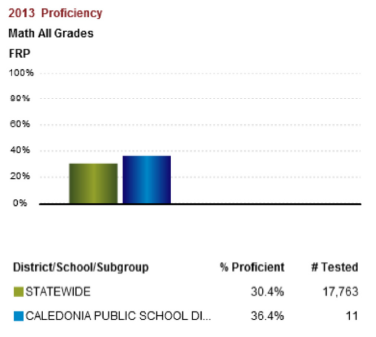 2013 Proficiency
Math All Grades
FRP
100%
80%
60%
40%
20%
0%
District/School/Subgroup % Proficient # Tested
STATEWIDE 30.4% 17,763
CALEDONIA PUBLIC SCHOOL DI... 36.4% 11